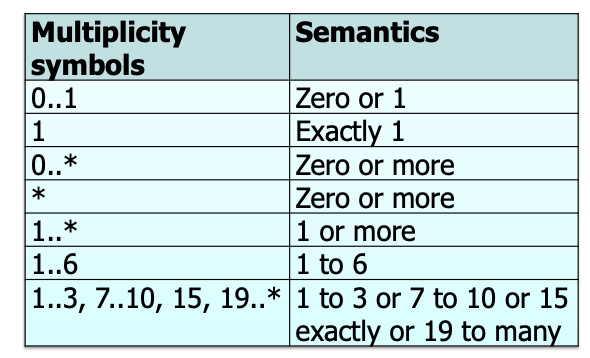 Multiplicity symbols Semantics
0..1 Zero or 1
1 Exactly 1
0..* Zero or more
* Zero or more
1..* 1 or more
1..6 1 to 6
1..3, 7..10, 15, 19..* 1 to 3 or 7 to 10 or 15
exactly or 19 to many